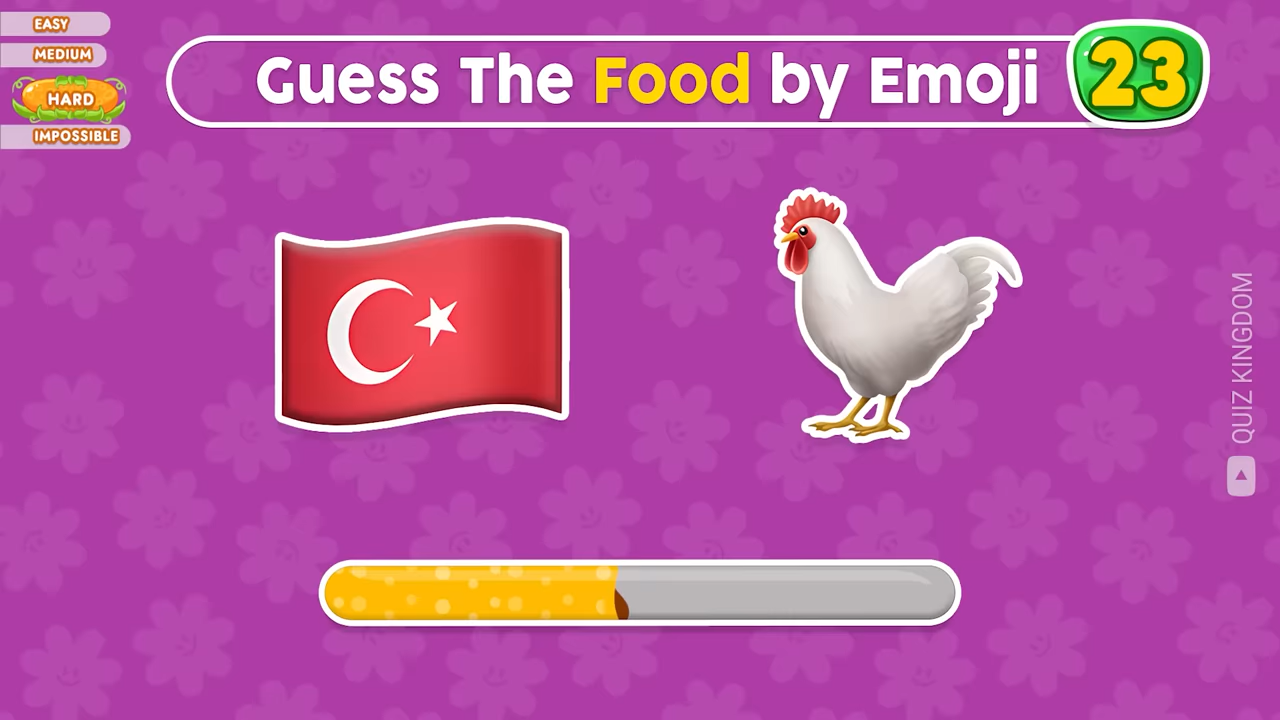 EASY
MEDIUM
HARD
IMPOSSIBLE
Guess The Food by Emoji
23
QUIZ KINGDOM